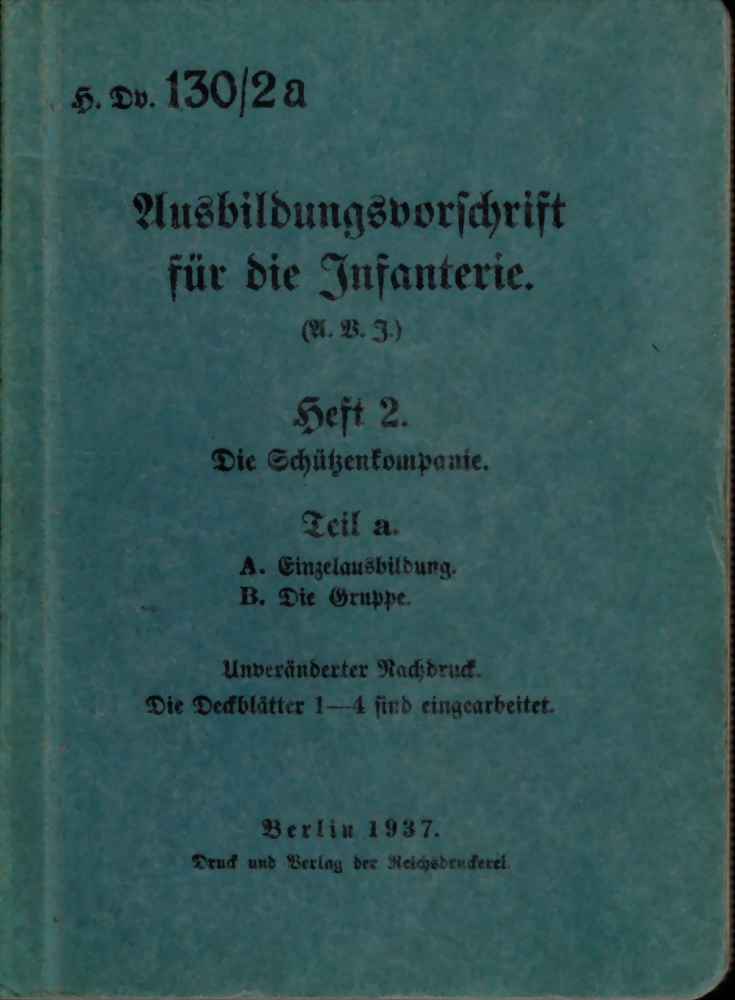 H. Dv. 130/2a
Ausbildungsvorschrift
für die Infanterie.
(A. V. I.)
Heft 2.
Die Schützenkompanie.
Teil a.
A. Einzelausbildung.
B. Die Gruppe.
Unveränderter Nachdruck.
Die Deckblätter 1—4 sind eingearbeitet.
Berlin 1937.
Druck und Verlag der Reichsdruckerei.